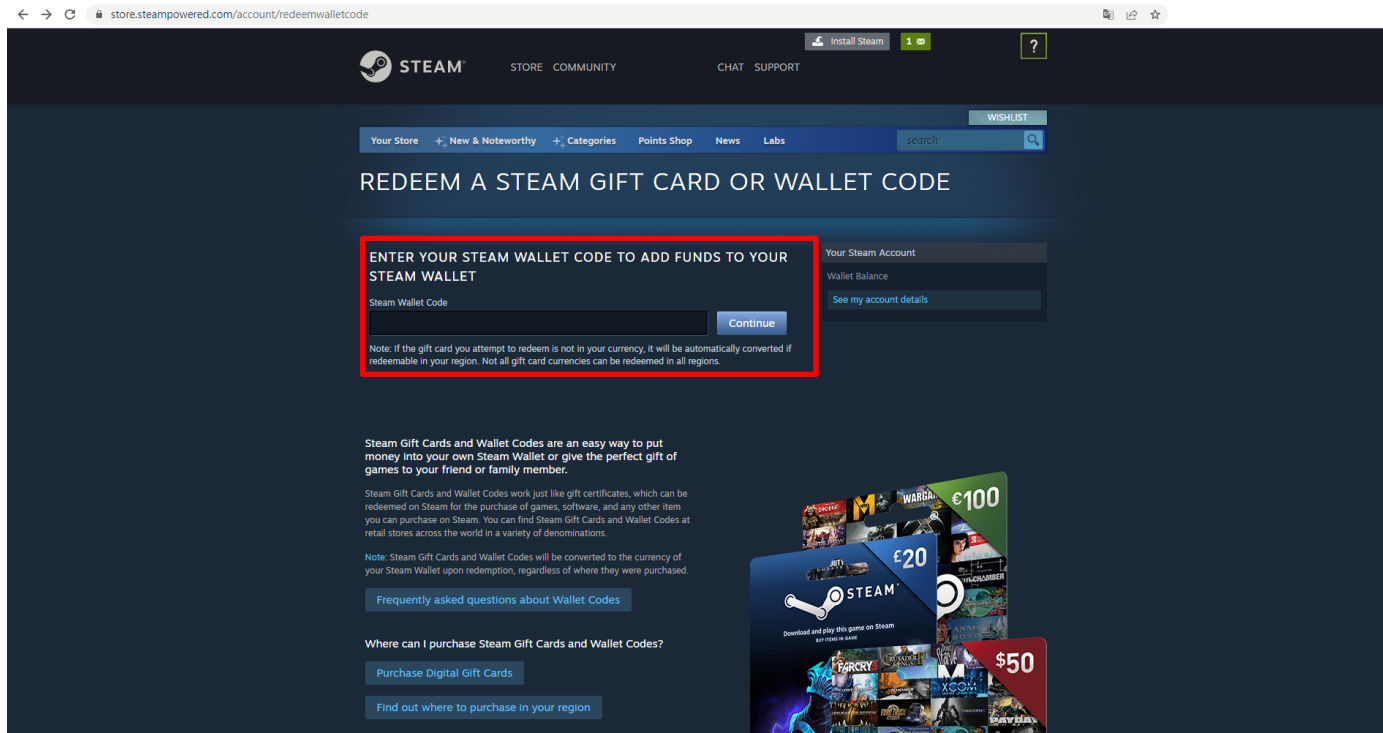 store.steampowered.com/account/redeemwalletcode
Install Steam
1
?
STEAM®
STORE COMMUNITY CHAT SUPPORT
WISHLIST
Your Store New & Noteworthy Categories Points Shop News Labs search
REDEEM A STEAM GIFT CARD OR WALLET CODE
ENTER YOUR STEAM WALLET CODE TO ADD FUNDS TO YOUR
STEAM WALLET
Steam Wallet Code
Continue
Note: If the gift card you attempt to redeem is not in your currency, it will be automatically converted if
redeemable in your region. Not all gift card currencies can be redeemed in all regions.
Your Steam Account
Wallet Balance
See my account details
Steam Gift Cards and Wallet Codes are an easy way to put
money into your own Steam Wallet or give the perfect gift of
games to your friend or family member.
Steam Gift Cards and Wallet Codes work just like gift certificates, which can be
redeemed on Steam for the purchase of games, software, and any other item
you can purchase on Steam. You can find Steam Gift Cards and Wallet Codes at
retail stores across the world in a variety of denominations.
Note: Steam Gift Cards and Wallet Codes will be converted to the currency of
your Steam Wallet upon redemption, regardless of where they were purchased.
Frequently asked questions about Wallet Codes
Where can I purchase Steam Gift Cards and Wallet Codes?
Purchase Digital Gift Cards
Find out where to purchase in your region
€100
£20
STEAM
Download and play this game on Steam
BUY ITEMS IN-GAME
$50
FARCRY3
CRUSADER
KINGS II
XCOM
PAYDAY